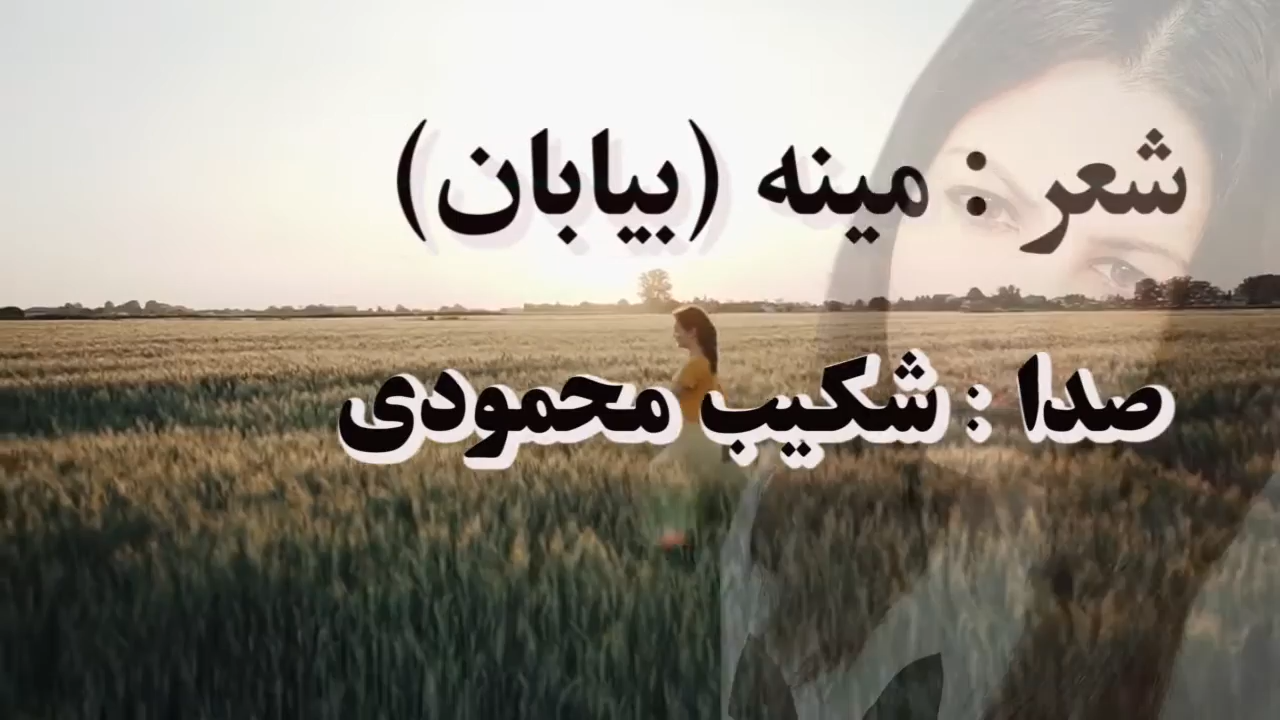 شعر : مینه (بیابان)
صدا : شکیب محمودی